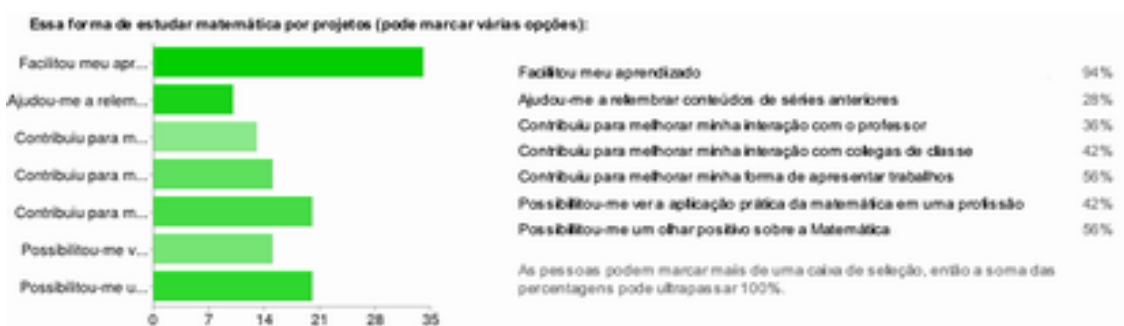 Essa forma de estudar matemática por projetos (pode marcar várias opções):
Facilitou meu apr...
Ajudou-me a relem...
Contribuiu para m...
Contribuiu para m...
Contribuiu para m...
Possibilitou-me v...
Possibilitou-me u...
0 7 14 21 28 35
Facilitou meu aprendizado 94%
Ajudou-me a relembrar conteúdos de séries anteriores 28%
Contribuiu para melhorar minha interação com o professor 36%
Contribuiu para melhorar minha interação com colegas de classe 42%
Contribuiu para melhorar minha forma de apresentar trabalhos 56%
Possibilitou-me ver a aplicação prática da matemática em uma profissão 42%
Possibilitou-me um olhar positivo sobre a Matemática 56%
As pessoas podem marcar mais de uma caixa de seleção, então a soma das
percentagens pode ultrapassar 100%.